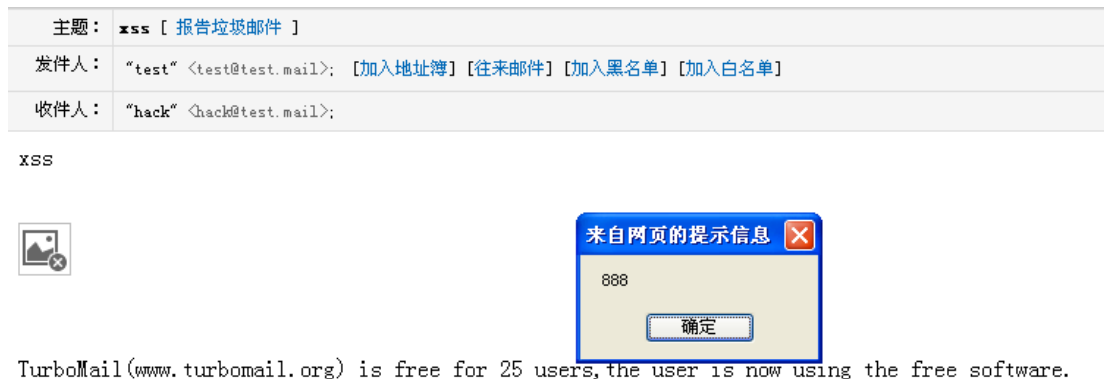 主题： xss [ 报告垃圾邮件 ]
发件人： "test" <test@test.mail>; [加入地址簿] [往来邮件] [加入黑名单] [加入白名单]
收件人： "hack" <hack@test.mail>;
xss
来自网页的提示信息
888
确定
TurboMail(www.turbomail.org) is free for 25 users,the user is now using the free software.